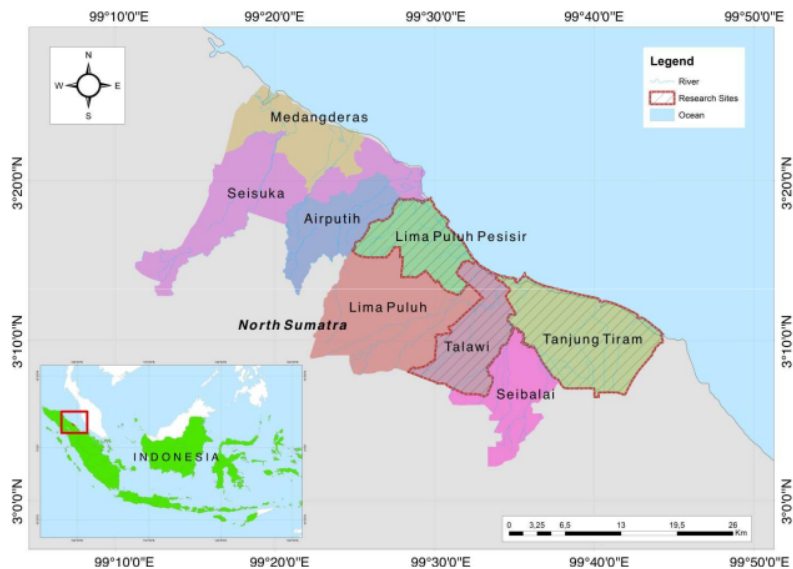 99°10'0"E 99°20'0"E 99°30'0"E 99°40'0"E 99°50'0"E
N
W E
S
Legend
River
Research Sites
Ocean
Medangderas
3°20'0"N 3°20'0"N
Seisuka
Airputih
Lima Puluh Pesisir
Lima Puluh
North Sumatra
3°10'0"N 3°10'0"N
Talawi
Tanjung Tiram
Seibalai
INDONESIA
3°0'0"N 3°0'0"N
0 3,25 6,5 13 19,5 26
Km
99°10'0"E 99°20'0"E 99°30'0"E 99°40'0"E 99°50'0"E